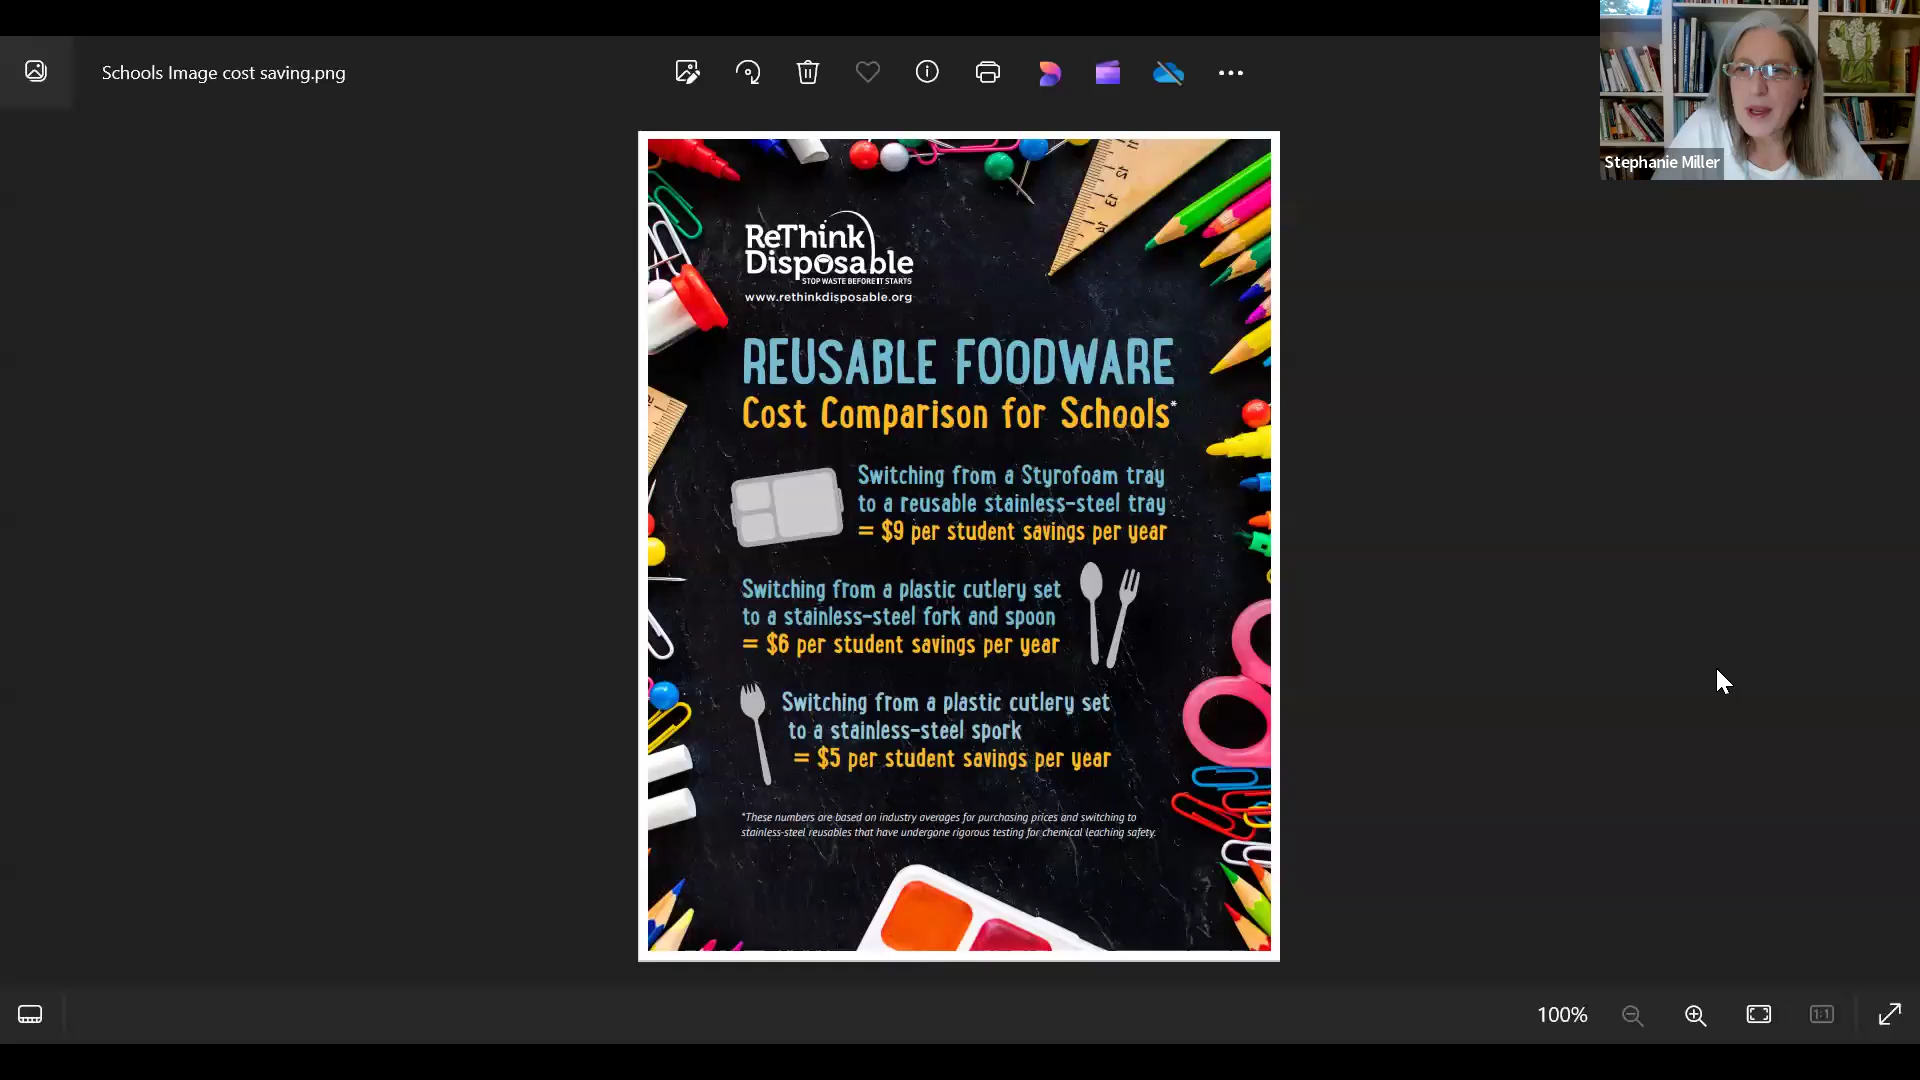 Schools Image cost saving.png
Stephanie Miller
ReThink
Disposable
STOP WASTE BEFORE IT STARTS
www.rethinkdisposable.org
REUSABLE FOODWARE
Cost Comparison for Schools*
Switching from a Styrofoam tray
to a reusable stainless-steel tray
= $9 per student savings per year
Switching from a plastic cutlery set
to a stainless-steel fork and spoon
= $6 per student savings per year
Switching from a plastic cutlery set
to a stainless-steel spork
= $5 per student savings per year
*These numbers are based on industry averages for purchasing prices and switching to
stainless-steel reusables that have undergone rigorous testing for chemical leaching safety.
100%
1:1